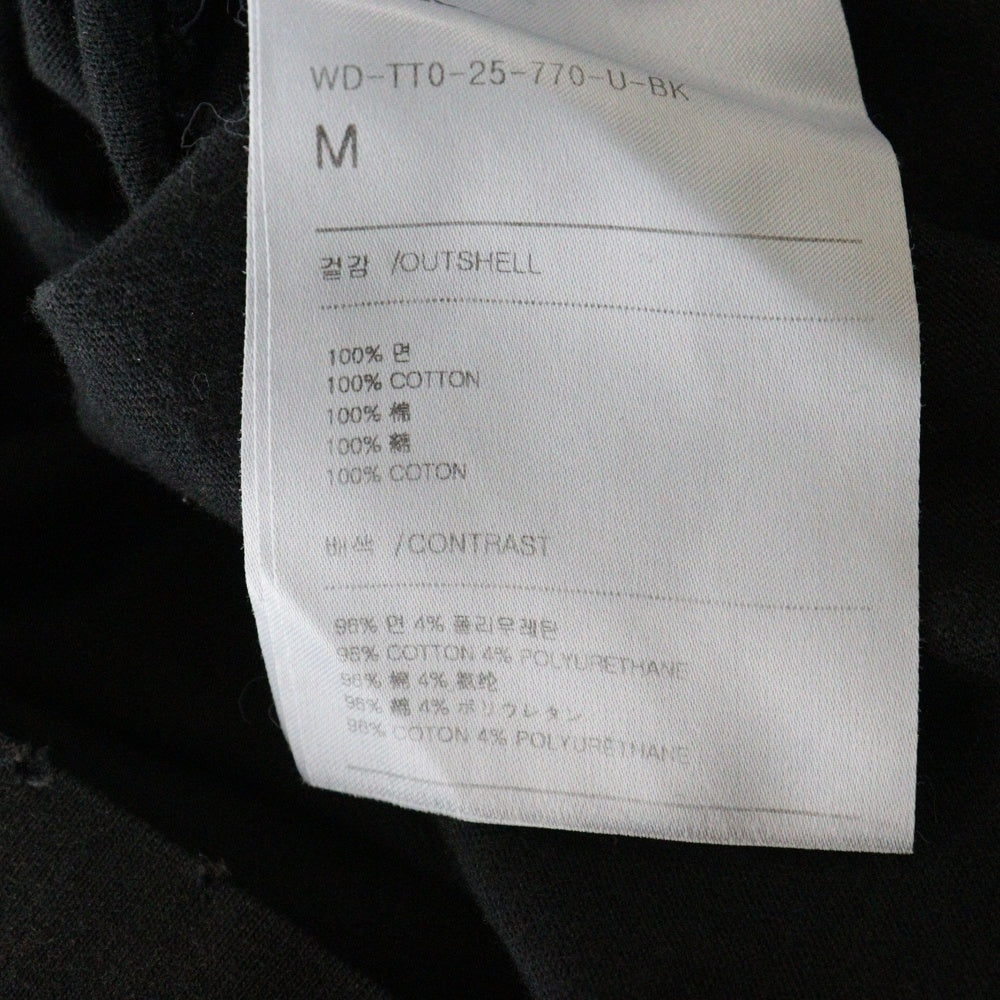 WD-TT0-25-770-U-BK
M
겉감 /OUTSHELL
100% 면
100% COTTON
100% 棉
100% 綿
100% COTON
배색 /CONTRAST
96% 면 4% 폴리우레탄
96% COTTON 4% POLYURETHANE
96% 棉 4% 氨纶
96% 綿 4% ポリウレタン
96% COTON 4% POLYURETHANE